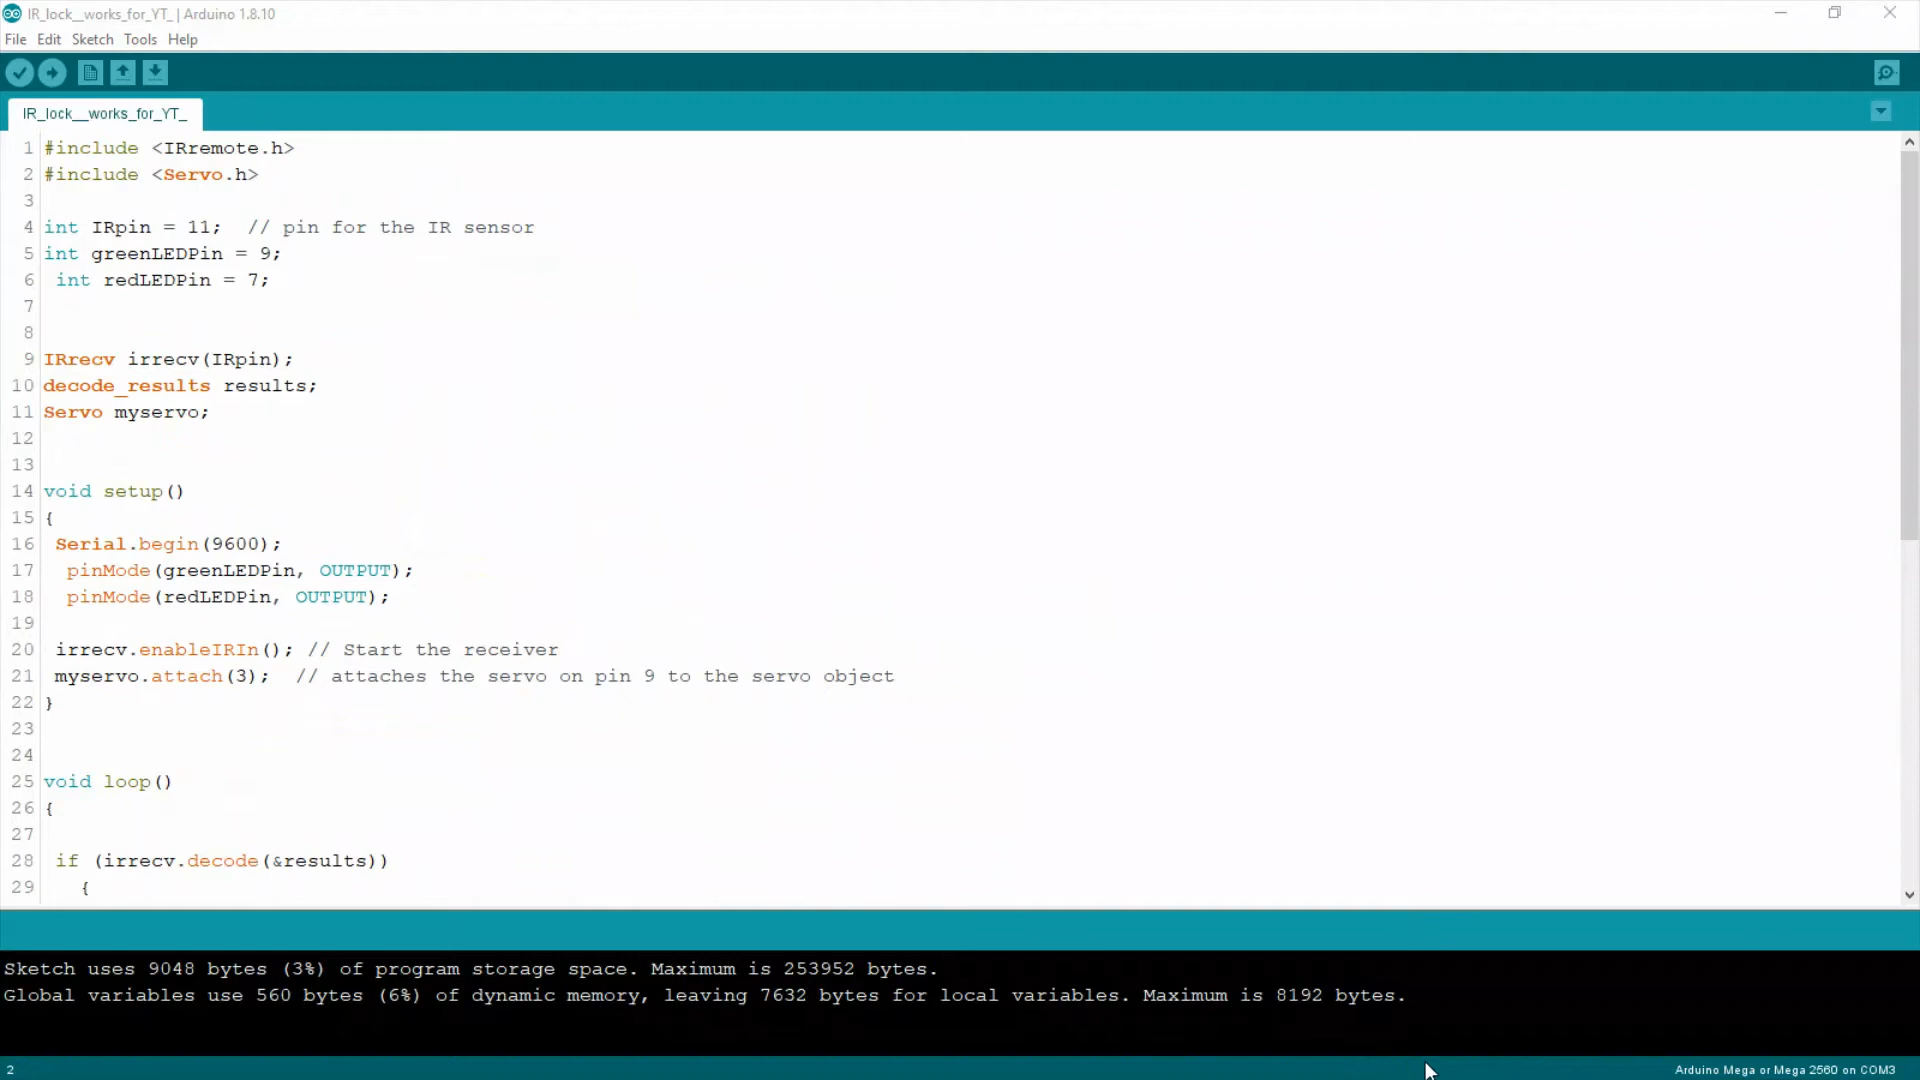 IR_lock__works_for_YT_ | Arduino 1.8.10
File Edit Sketch Tools Help
IR_lock__works_for_YT_
1 #include <IRremote.h>
2 #include <Servo.h>
3
4 int IRpin = 11;  // pin for the IR sensor
5 int greenLEDPin = 9;
6  int redLEDPin = 7;
7
8
9 IRrecv irrecv(IRpin);
10 decode_results results;
11 Servo myservo;
12
13
14 void setup()
15 {
16  Serial.begin(9600);
17   pinMode(greenLEDPin, OUTPUT);
18   pinMode(redLEDPin, OUTPUT);
19
20  irrecv.enableIRIn(); // Start the receiver
21  myservo.attach(3);  // attaches the servo on pin 9 to the servo object
22 }
23
24
25 void loop()
26 {
27
28  if (irrecv.decode(&results))
29    {
Sketch uses 9048 bytes (3%) of program storage space. Maximum is 253952 bytes.
Global variables use 560 bytes (6%) of dynamic memory, leaving 7632 bytes for local variables. Maximum is 8192 bytes.
2 Arduino Mega or Mega 2560 on COM3